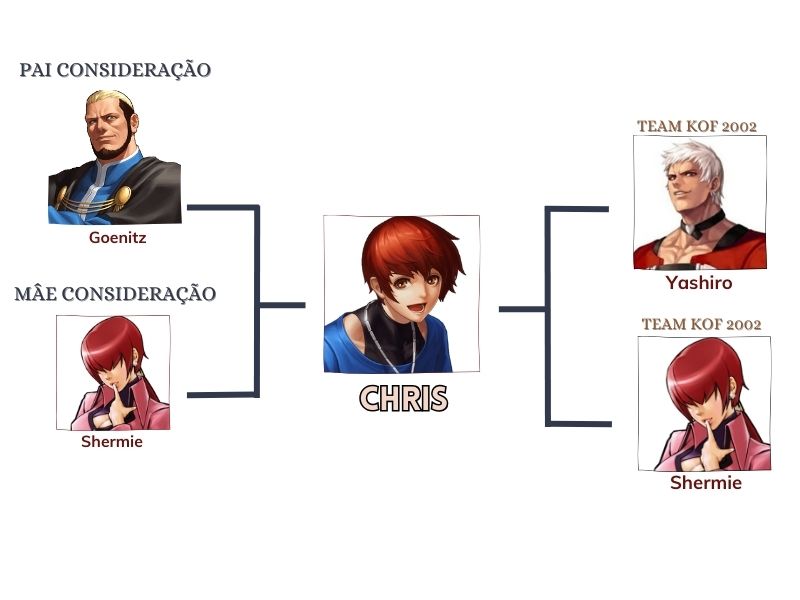 PAI CONSIDERAÇÃO
Goenitz
MÂE CONSIDERAÇÃO
Shermie
CHRIS
TEAM KOF 2002
Yashiro
TEAM KOF 2002
Shermie